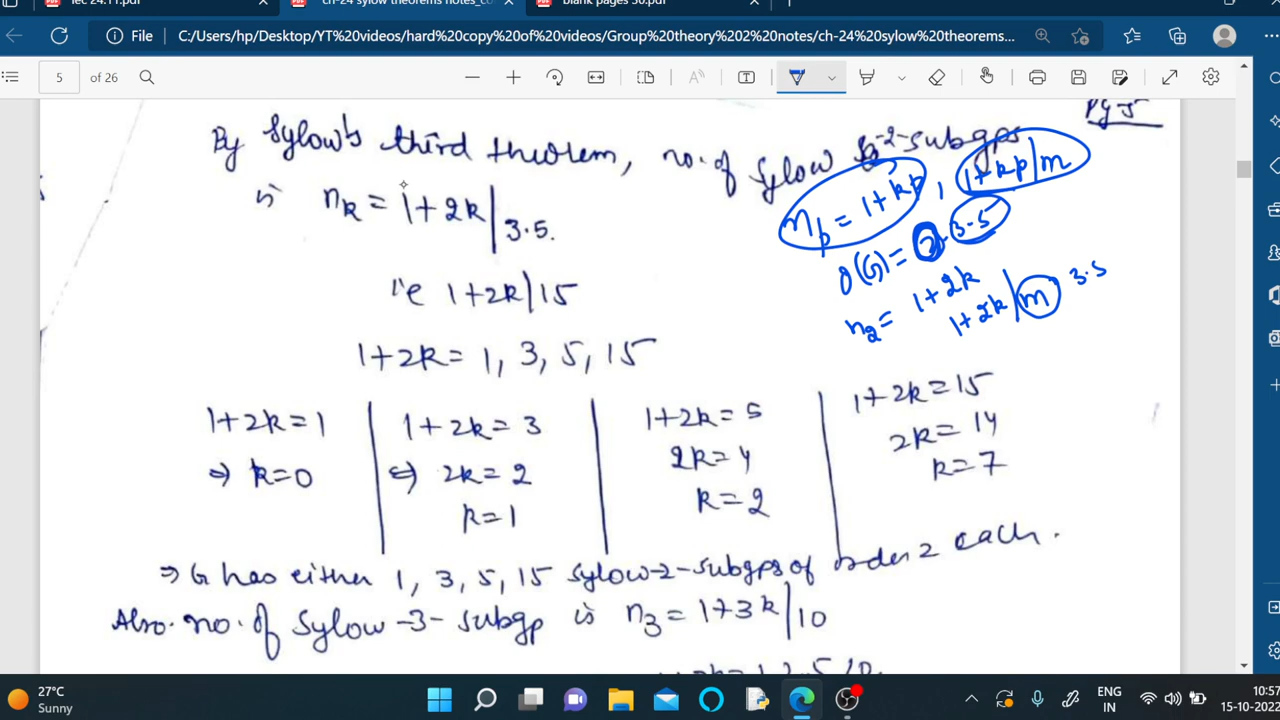 lec 24.11.pdf
ch-24 sylow theorems notes_co
blank pages 30.pdf
File C:/Users/hp/Desktop/YT%20videos/hard%20copy%20of%20videos/Group%20theory%202%20notes/ch-24%20sylow%20theorems...
5 of 26
Pg 5
By Sylow's third theorem, no. of Sylow -2-subgps
is nk = 1+2k | 3.5.
np = 1+kp, 1+kp/m
O(G)= 2.3.5
n2 = 1+2k
1+2k/m 3.5
i.e 1+2k/15
1+2k = 1, 3, 5, 15
1+2k=1
⇒ k=0
1+2k=3
⇔ 2k=2
k=1
1+2k=5
2k=4
k=2
1+2k=15
2k=14
k=7
⇒ G has either 1, 3, 5, 15 Sylow-2-subgps of order 2 each.
Also no. of Sylow-3-subgp is n3 = 1+3k | 10
27°C
Sunny
ENG
IN
10:57
15-10-2022